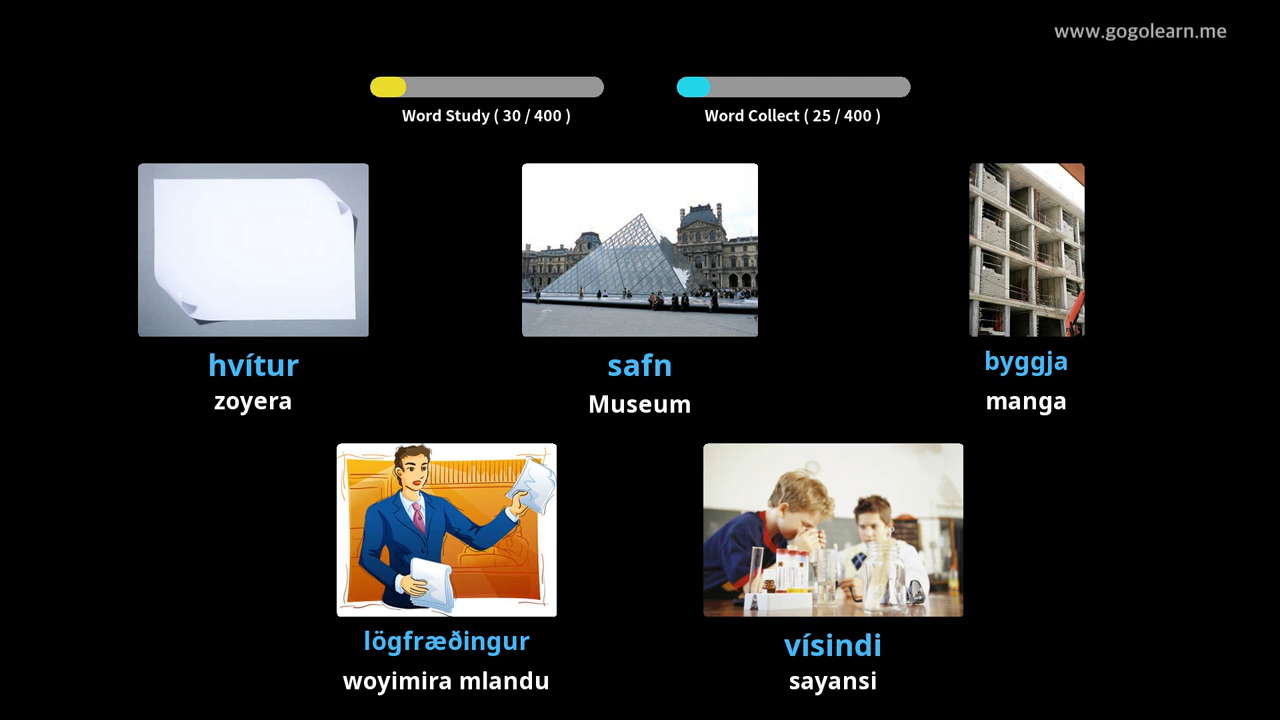 www.gogolearn.me
Word Study ( 30 / 400 )
Word Collect ( 25 / 400 )
hvítur
zoyera
safn
Museum
byggja
manga
lögfræðingur
woyimira mlandu
vísindi
sayansi